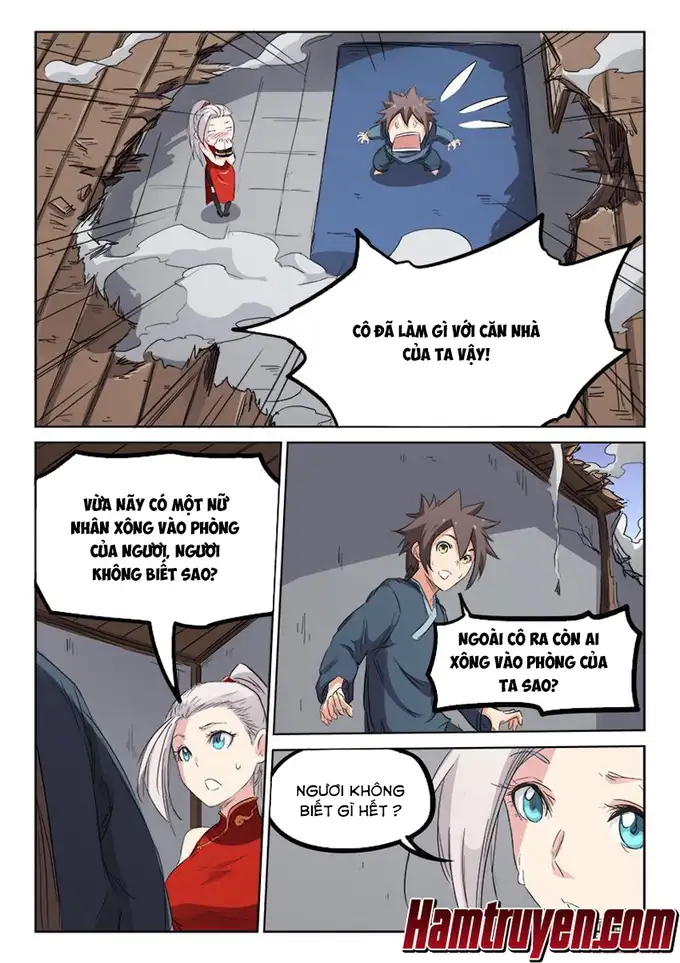 CÔ ĐÃ LÀM GÌ VỚI CĂN NHÀ
CỦA TA VẬY!
VỪA NÃY CÓ MỘT NỮ
NHÂN XÔNG VÀO PHÒNG
CỦA NGƯƠI, NGƯƠI
KHÔNG BIẾT SAO?
NGOÀI CÔ RA CÒN AI
XÔNG VÀO PHÒNG CỦA
TA SAO?
NGƯƠI KHÔNG
BIẾT GÌ HẾT ?
Hamtruyen.com